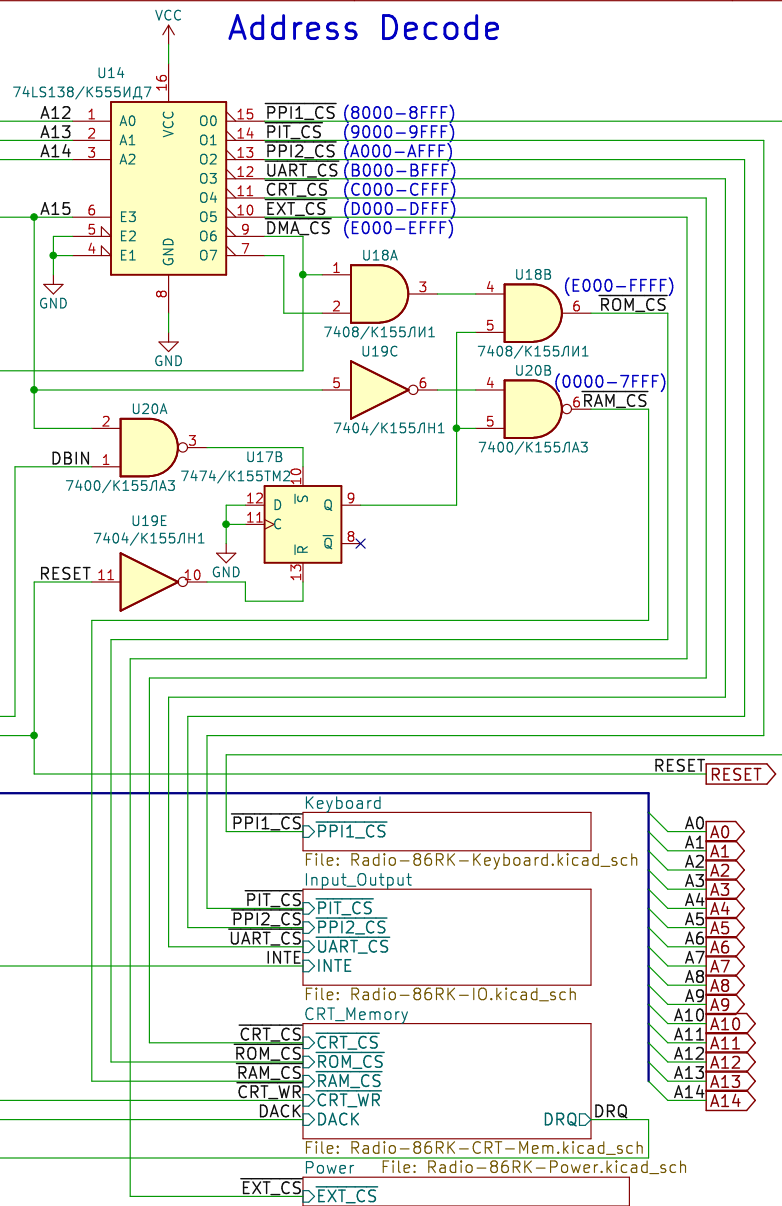 Address Decode
VCC
U14
74LS138/К555ИД7
16
VCC
A12 1 A0 O0 15 PPI1_CS (8000-8FFF)
A13 2 A1 O1 14 PIT_CS (9000-9FFF)
A14 3 A2 O2 13 PPI2_CS (A000-AFFF)
O3 12 UART_CS (B000-BFFF)
O4 11 CRT_CS (C000-CFFF)
A15 6 E3 O5 10 EXT_CS (D000-DFFF)
5 E2 O6 9 DMA_CS (E000-EFFF)
4 E1 O7 7
GND
8
GND
GND
U18A
1
2
3
7408/К155ЛИ1
U18B
4
5
6
(E000-FFFF)
ROM_CS
7408/К155ЛИ1
U19C
5
6
7404/К155ЛН1
U20B
4
5
6
(0000-7FFF)
RAM_CS
7400/К155ЛА3
U20A
2
DBIN 1
3
7400/К155ЛА3
U17B
7474/К155ТМ2
10
S
12 D Q 9
11 C
Q 8
R
13
GND
U19E
7404/К155ЛН1
RESET 11
10
RESET RESET
Keyboard
PPI1_CS PPI1_CS
File: Radio-86RK-Keyboard.kicad_sch
Input_Output
PIT_CS PIT_CS
PPI2_CS PPI2_CS
UART_CS UART_CS
INTE INTE
File: Radio-86RK-IO.kicad_sch
CRT_Memory
CRT_CS CRT_CS
ROM_CS ROM_CS
RAM_CS RAM_CS
CRT_WR CRT_WR
DACK DACK DRQ DRQ
File: Radio-86RK-CRT-Mem.kicad_sch
Power File: Radio-86RK-Power.kicad_sch
EXT_CS EXT_CS
A0 A0
A1 A1
A2 A2
A3 A3
A4 A4
A5 A5
A6 A6
A7 A7
A8 A8
A9 A9
A10 A10
A11 A11
A12 A12
A13 A13
A14 A14